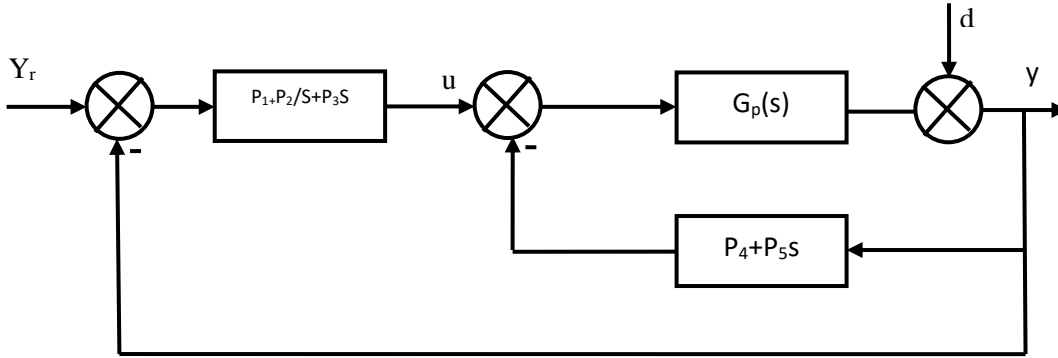 d
Yr
P1+P2/S+P3S
u
Gp(s)
y
-
-
P4+P5s